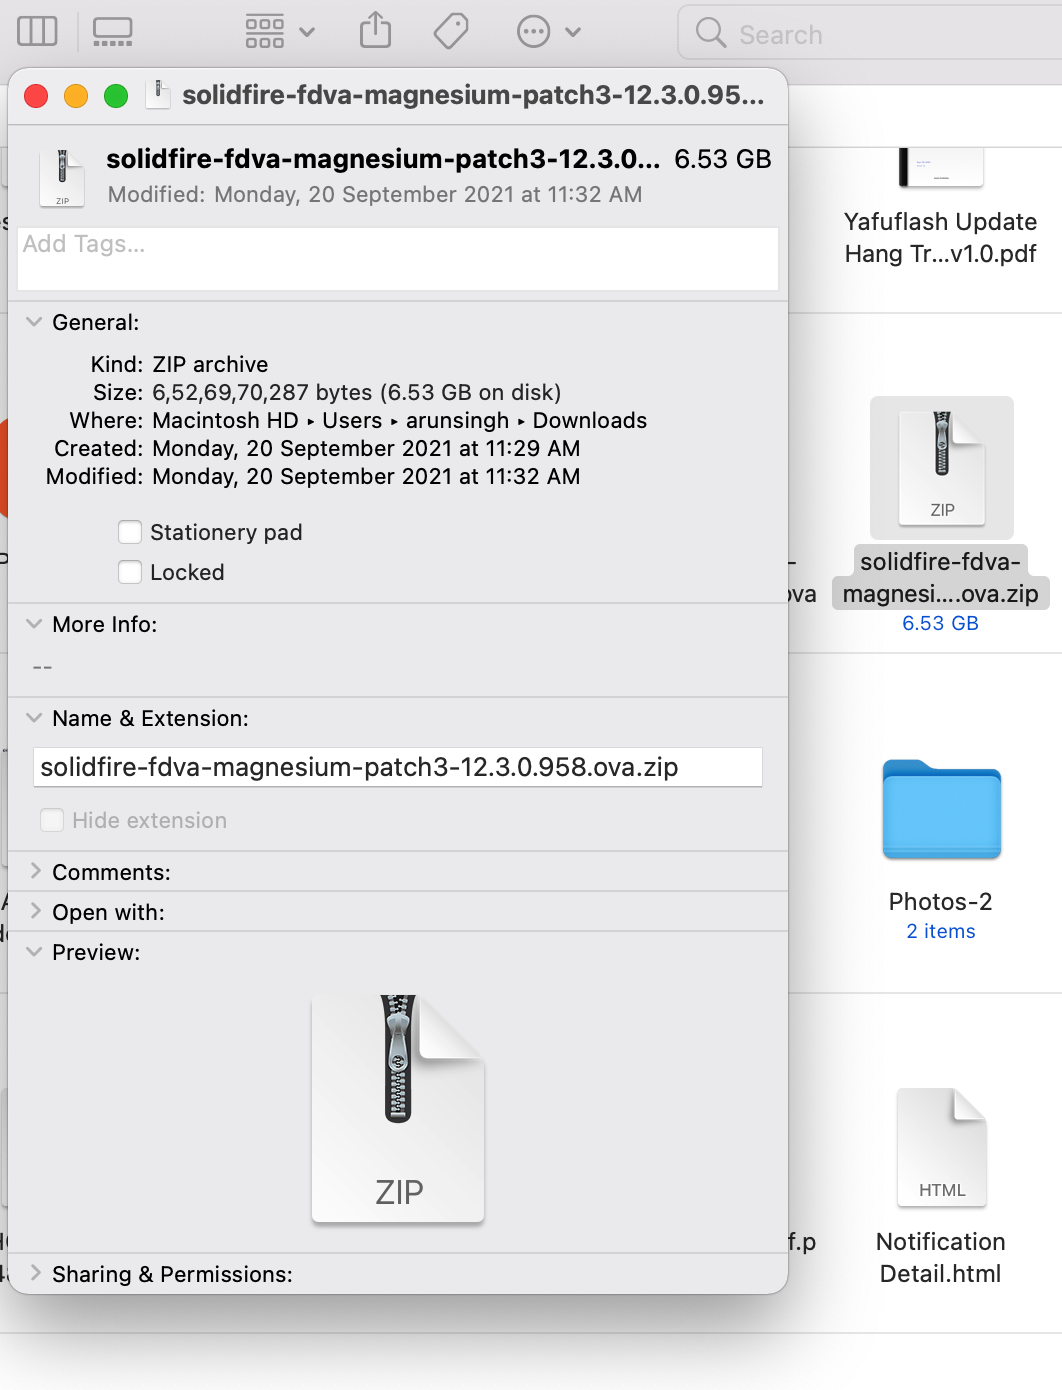 Search
solidfire-fdva-magnesium-patch3-12.3.0.95...
solidfire-fdva-magnesium-patch3-12.3.0... 6.53 GB
Modified: Monday, 20 September 2021 at 11:32 AM
ZIP
Add Tags...
General:
Kind: ZIP archive
Size: 6,52,69,70,287 bytes (6.53 GB on disk)
Where: Macintosh HD ▸ Users ▸ arunsingh ▸ Downloads
Created: Monday, 20 September 2021 at 11:29 AM
Modified: Monday, 20 September 2021 at 11:32 AM
Stationery pad
Locked
More Info:
--
Name & Extension:
solidfire-fdva-magnesium-patch3-12.3.0.958.ova.zip
Hide extension
Comments:
Open with:
Preview:
ZIP
Sharing & Permissions:
Yafuflash Update
Hang Tr...v1.0.pdf
ZIP
solidfire-fdva-
magnesi....ova.zip
6.53 GB
Photos-2
2 items
HTML
Notification
Detail.html
f.p